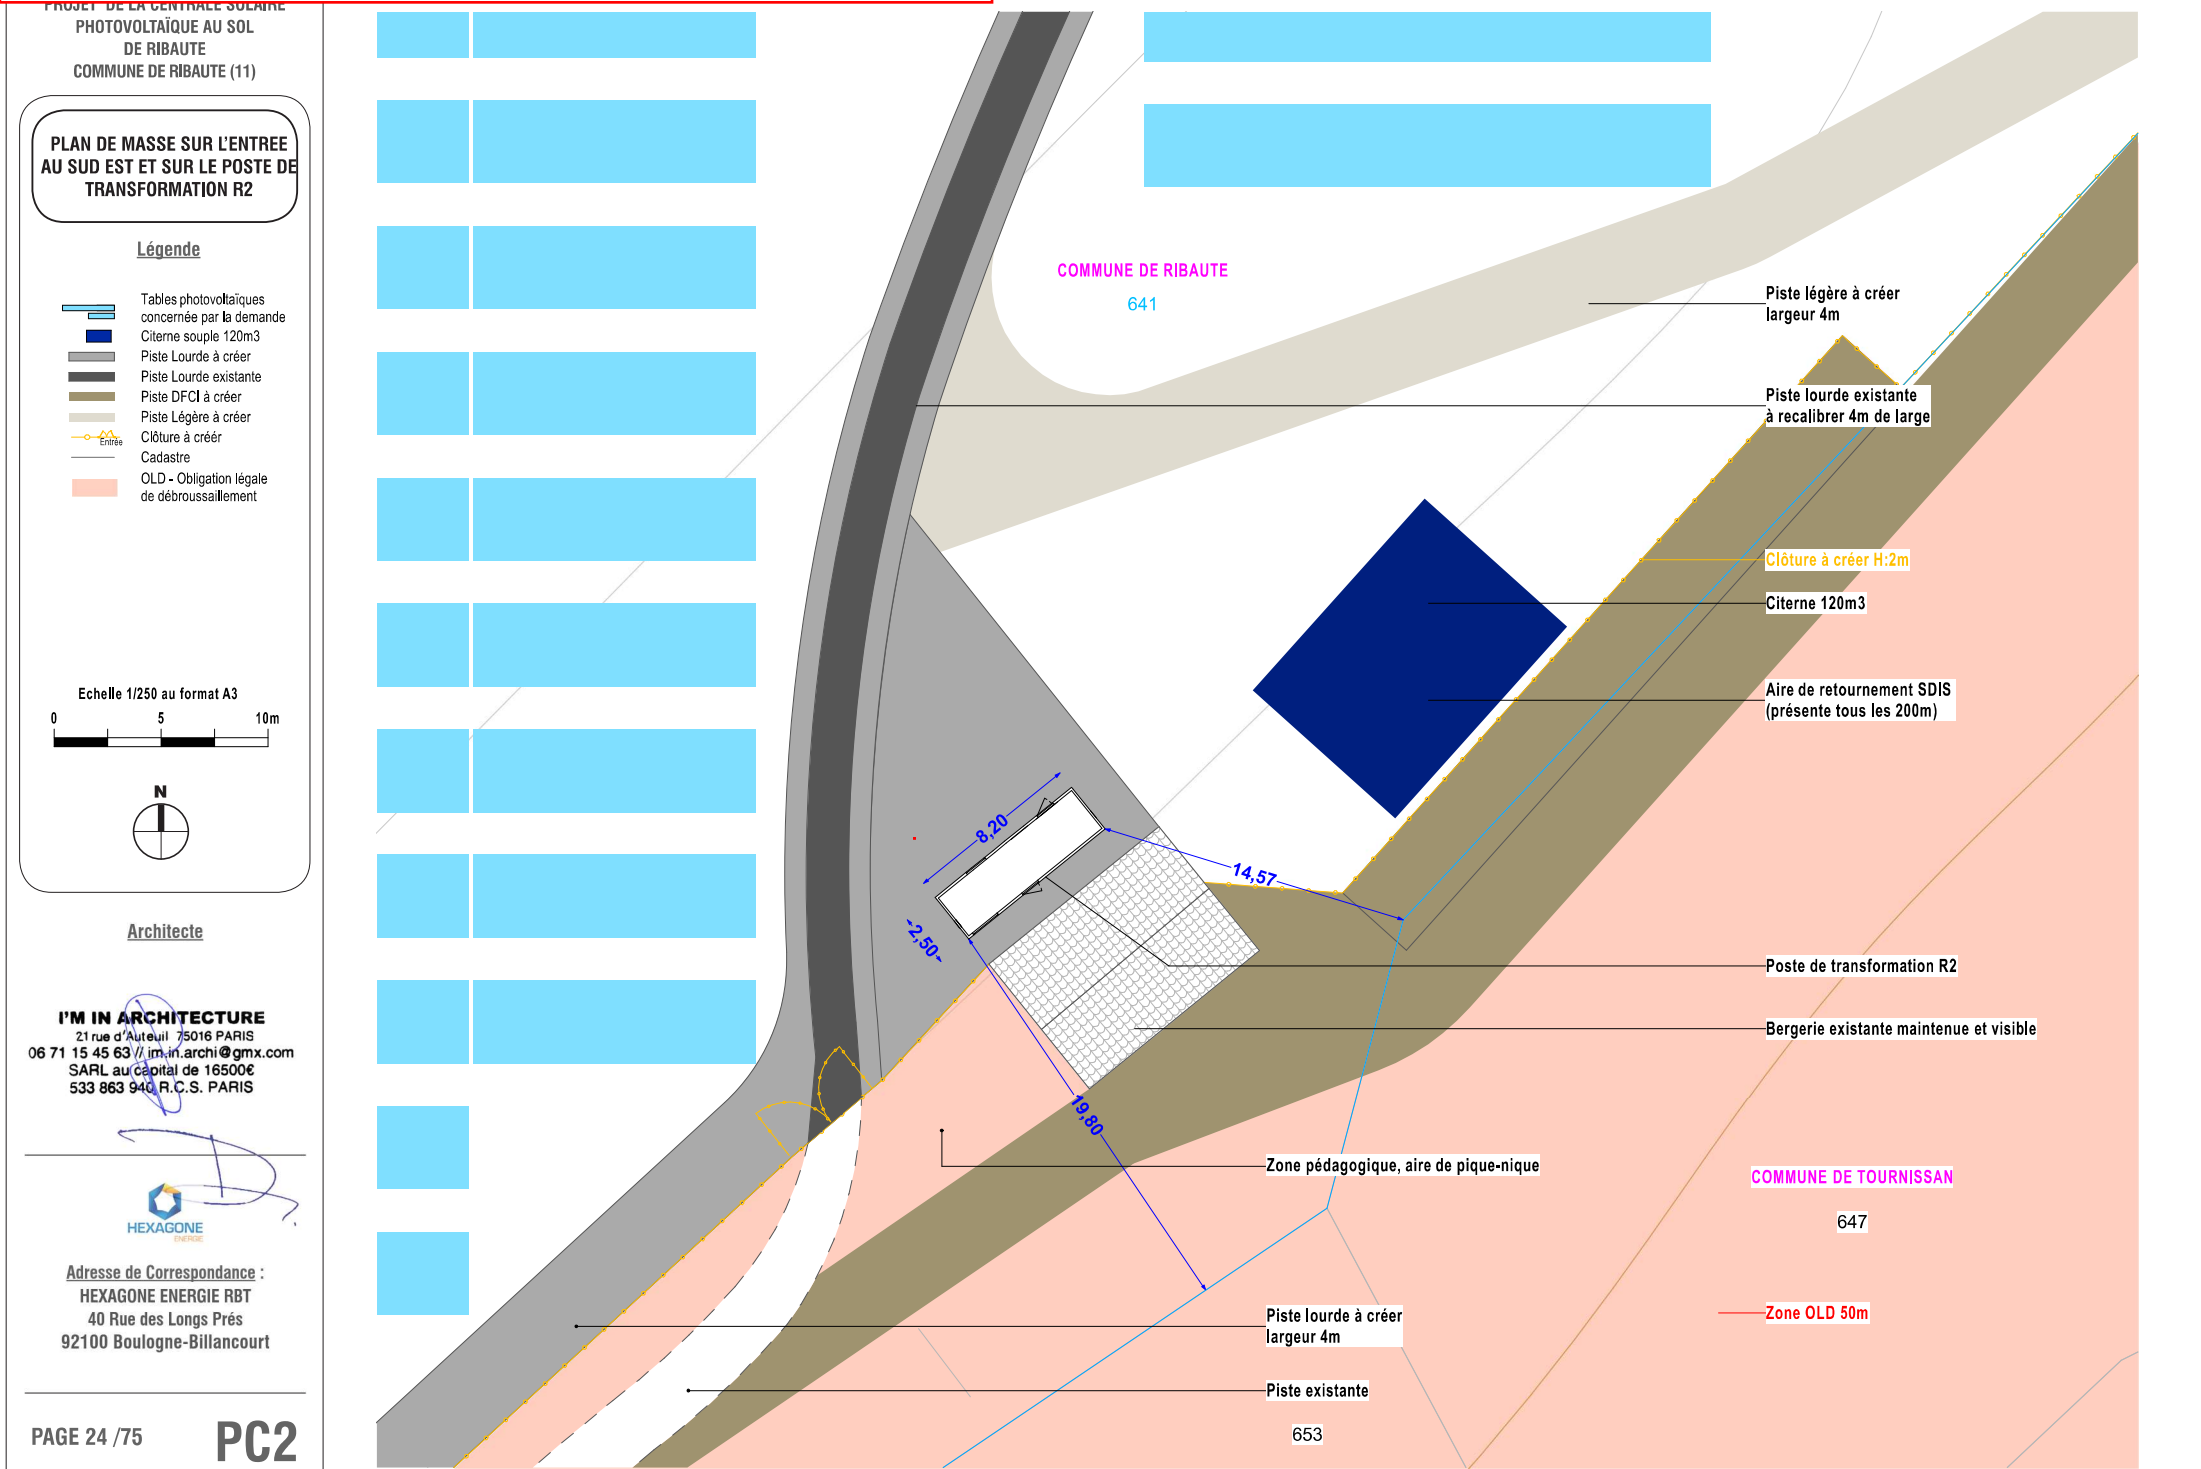 PROJET DE LA CENTRALE SOLAIRE
PHOTOVOLTAÏQUE AU SOL
DE RIBAUTE
COMMUNE DE RIBAUTE (11)
PLAN DE MASSE SUR L'ENTREE
AU SUD EST ET SUR LE POSTE DE
TRANSFORMATION R2
Légende
Tables photovoltaïques
concernée par la demande
Citerne souple 120m3
Piste Lourde à créer
Piste Lourde existante
Piste DFCI à créer
Piste Légère à créer
Entrée
Clôture à créér
Cadastre
OLD - Obligation légale
de débroussaillement
Echelle 1/250 au format A3
0 5 10m
N
Architecte
I'M IN ARCHITECTURE
21 rue d'Auteuil 75016 PARIS
06 71 15 45 63 // im.in.archi@gmx.com
SARL au capital de 16500€
533 863 940 R.C.S. PARIS
HEXAGONE
ENERGIE
Adresse de Correspondance :
HEXAGONE ENERGIE RBT
40 Rue des Longs Prés
92100 Boulogne-Billancourt
PAGE 24 /75
PC2
COMMUNE DE RIBAUTE
641
Piste légère à créer
largeur 4m
Piste lourde existante
à recalibrer 4m de large
Clôture à créer H:2m
Citerne 120m3
Aire de retournement SDIS
(présente tous les 200m)
8,20
14,57
2,50
19,80
Poste de transformation R2
Bergerie existante maintenue et visible
Zone pédagogique, aire de pique-nique
COMMUNE DE TOURNISSAN
647
Zone OLD 50m
Piste lourde à créer
largeur 4m
Piste existante
653